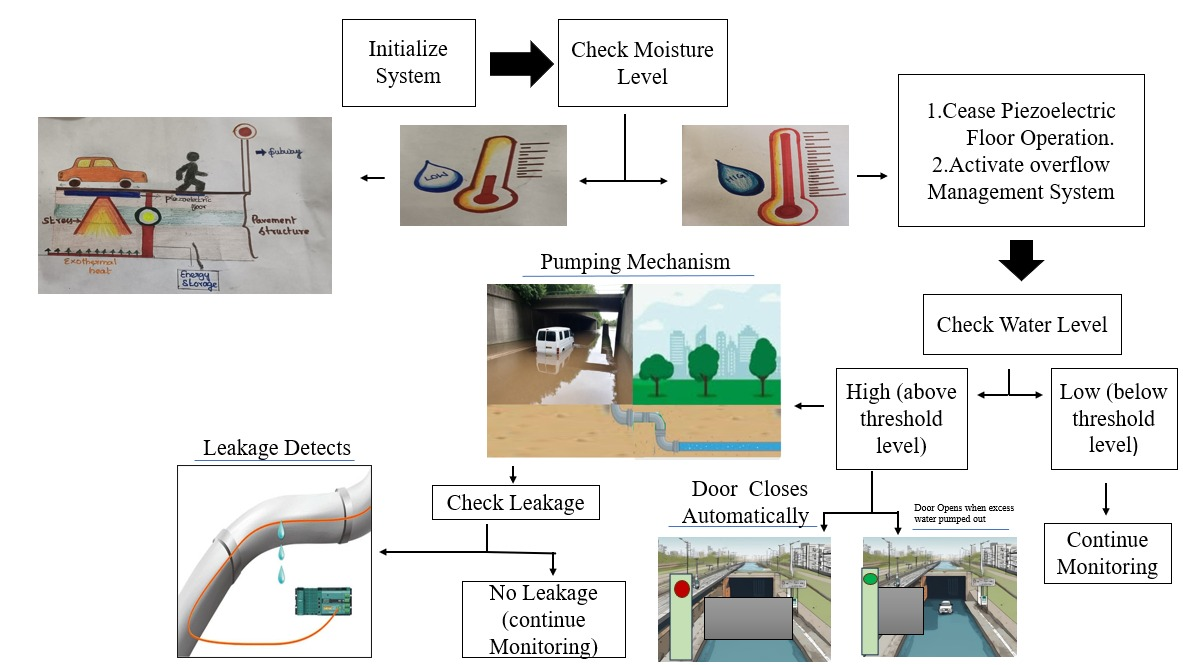 Initialize
System
Check Moisture
Level
1.Cease Piezoelectric
Floor Operation.
2.Activate overflow
Management System
→ Subway
Piezoelectric
floor
Stress→
Pavement
Structure
Exothermal
heat
Energy
Storage
LOW
HIGH
Pumping Mechanism
Check Water Level
High (above
threshold
level)
Low (below
threshold
level)
Leakage Detects
Check Leakage
Door Closes
Automatically
Door Opens when excess
water pumped out
Continue
Monitoring
No Leakage
(continue
Monitoring)